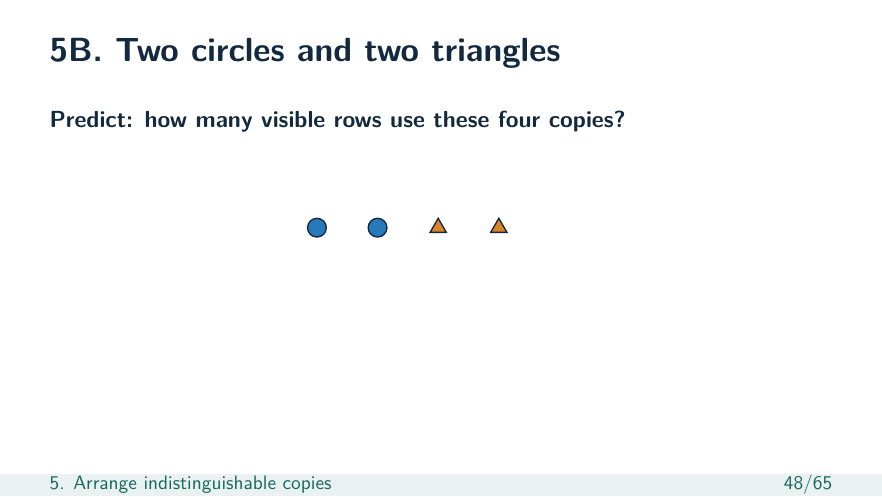 5B. Two circles and two triangles
Predict: how many visible rows use these four copies?
5. Arrange indistinguishable copies
48/65